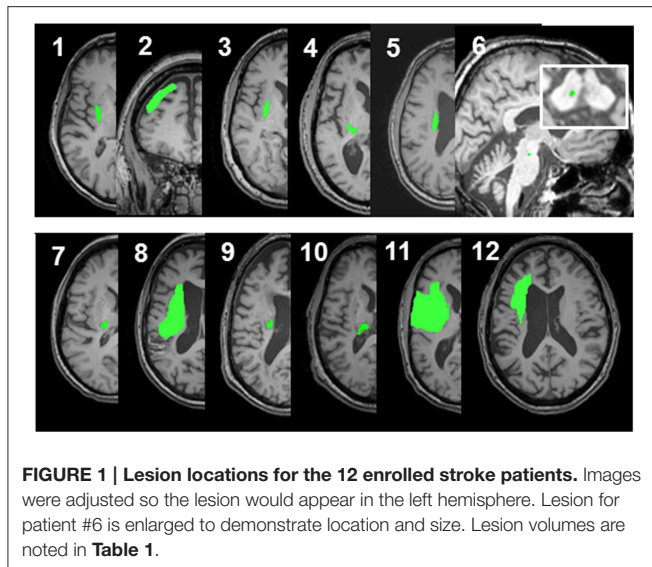 1 2 3 4 5 6
7 8 9 10 11 12
FIGURE 1 | Lesion locations for the 12 enrolled stroke patients. Images
were adjusted so the lesion would appear in the left hemisphere. Lesion for
patient #6 is enlarged to demonstrate location and size. Lesion volumes are
noted in Table 1.